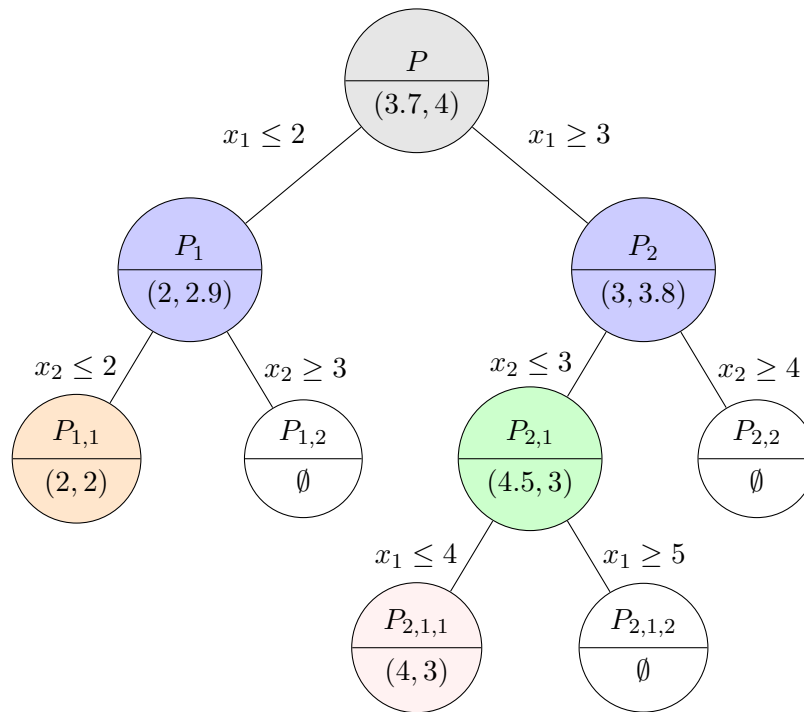 P
(3.7, 4)
x₁ ≤ 2
x₁ ≥ 3
P₁
(2, 2.9)
P₂
(3, 3.8)
x₂ ≤ 2
x₂ ≥ 3
x₂ ≤ 3
x₂ ≥ 4
P₁,₁
(2, 2)
P₁,₂
∅
P₂,₁
(4.5, 3)
P₂,₂
∅
x₁ ≤ 4
x₁ ≥ 5
P₂,₁,₁
(4, 3)
P₂,₁,₂
∅